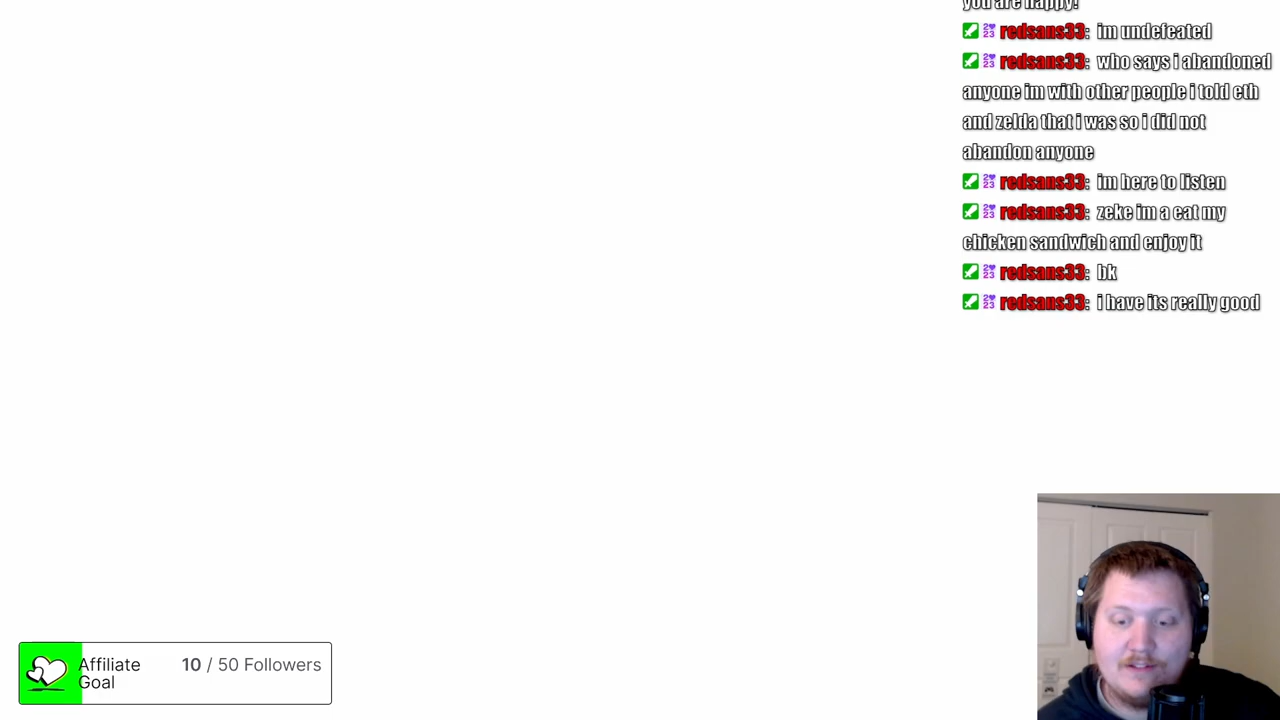 you are happy!
redsans33: im undefeated
redsans33: who says i abandoned
anyone im with other people i told eth
and zelda that i was so i did not
abandon anyone
redsans33: im here to listen
redsans33: zeke im a eat my
chicken sandwich and enjoy it
redsans33: bk
redsans33: i have its really good
Affiliate
Goal
10 / 50 Followers